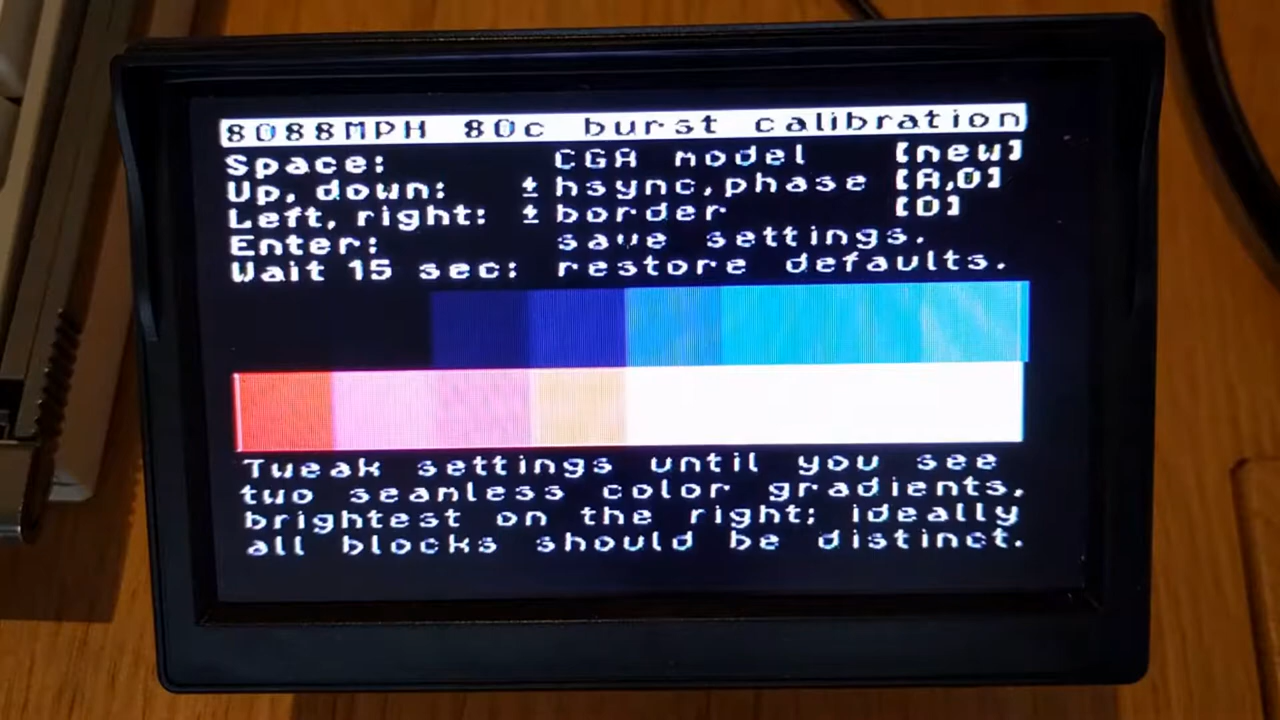 8088MPH 80c burst calibration
Space: CGA model [new]
Up, down: ± hsync,phase [A,0]
Left, right: ± border [0]
Enter: save settings.
Wait 15 sec: restore defaults.
Tweak settings until you see
two seamless color gradients,
brightest on the right; ideally
all blocks should be distinct.